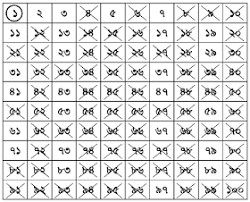 ১ ২ ৩ ৪ ৫ ৬ ৭ ৮ ৯ ১০
১১ ১২ ১৩ ১৪ ১৫ ১৬ ১৭ ১৮ ১৯ ২০
২১ ২২ ২৩ ২৪ ২৫ ২৬ ২৭ ২৮ ২৯ ৩০
৩১ ৩২ ৩৩ ৩৪ ৩৫ ৩৬ ৩৭ ৩৮ ৩৯ ৪০
৪১ ৪২ ৪৩ ৪৪ ৪৫ ৪৬ ৪৭ ৪৮ ৪৯ ৫০
৫১ ৫২ ৫৩ ৫৪ ৫৫ ৫৬ ৫৭ ৫৮ ৫৯ ৬০
৬১ ৬২ ৬৩ ৬৪ ৬৫ ৬৬ ৬৭ ৬৮ ৬৯ ৭০
৭১ ৭২ ৭৩ ৭৪ ৭৫ ৭৬ ৭৭ ৭৮ ৭৯ ৮০
৮১ ৮২ ৮৩ ৮৪ ৮৫ ৮৬ ৮৭ ৮৮ ৮৯ ৯০
৯১ ৯২ ৯৩ ৯৪ ৯৫ ৯৬ ৯৭ ৯৮ ৯৯ ১০০